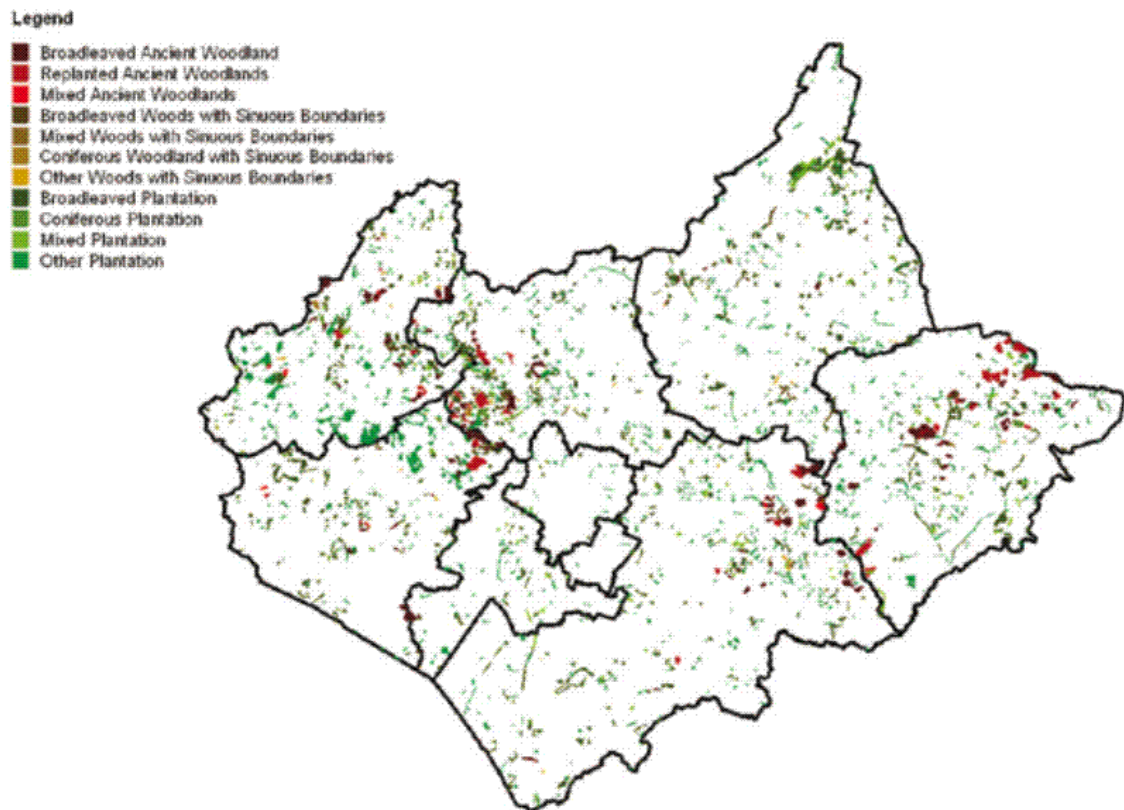 Legend
Broadleaved Ancient Woodland
Replanted Ancient Woodlands
Mixed Ancient Woodlands
Broadleaved Woods with Sinuous Boundaries
Mixed Woods with Sinuous Boundaries
Coniferous Woodland with Sinuous Boundaries
Other Woods with Sinuous Boundaries
Broadleaved Plantation
Coniferous Plantation
Mixed Plantation
Other Plantation